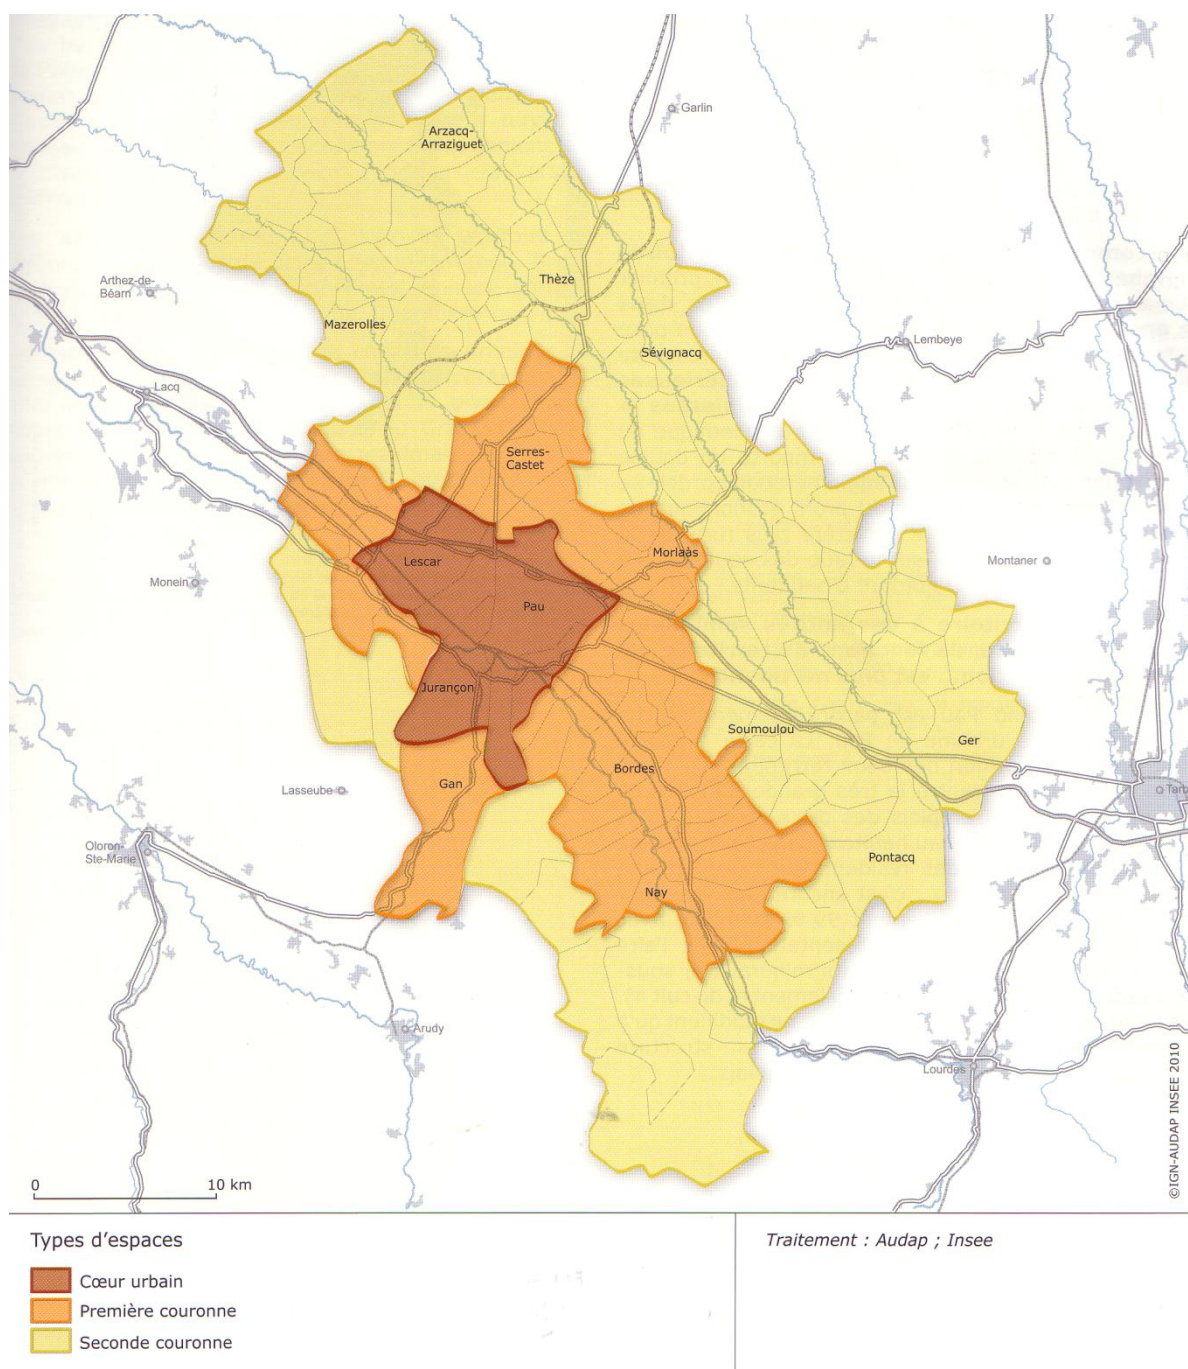 Garlin
Arzacq-
Arraziguet
Thèze
Arthez-de-
Béarn
Mazerolles
Sévignacq
Lembeye
Lacq
Serres-
Castet
Morlaàs
Lescar
Montaner
Monein
Pau
Jurançon
Soumoulou
Ger
Bordes
Gan
Lasseube
Oloron-
Ste-Marie
Pontacq
Nay
Arudy
Lourdes
©IGN-AUDAP INSEE 2010
0 10 km
Types d'espaces
Traitement : Audap ; Insee
Cœur urbain
Première couronne
Seconde couronne